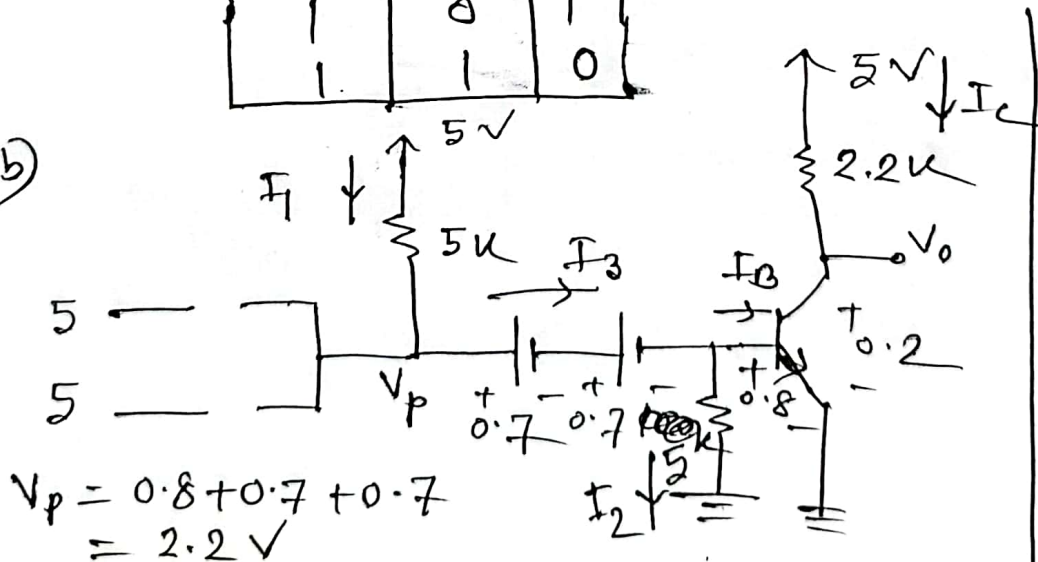 1 0 1
1 1 0
b)
5V
I1
5K
I3
5
5
Vp
+ 0.7 -
+ 0.7 -
5K
I2
IB
+ 0.8 -
5V
IC
2.2K
Vo
+ 0.2 -
Vp = 0.8+0.7+0.7
= 2.2 V